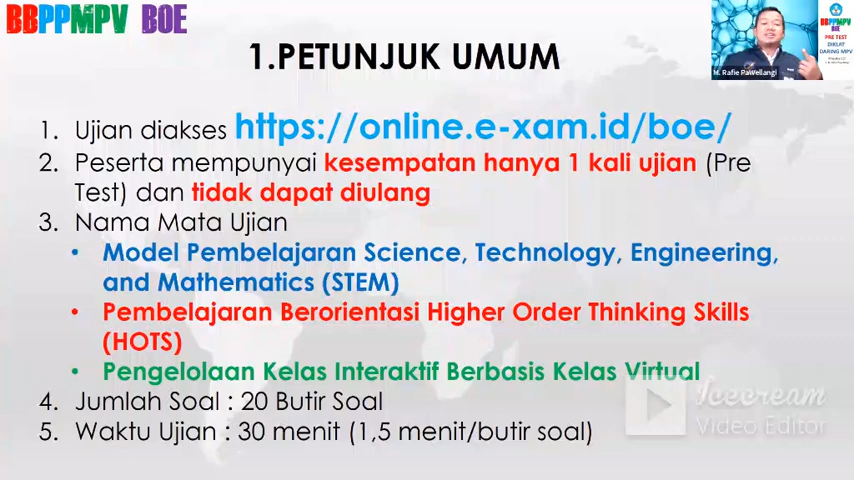 BBPPMPV BOE
1.PETUNJUK UMUM
BBPPMPV
BOE
PRE TEST
DIKLAT
DARING MPV
M. Rafie PaWellangi
1. Ujian diakses https://online.e-xam.id/boe/
2. Peserta mempunyai kesempatan hanya 1 kali ujian (Pre
Test) dan tidak dapat diulang
3. Nama Mata Ujian
• Model Pembelajaran Science, Technology, Engineering,
and Mathematics (STEM)
• Pembelajaran Berorientasi Higher Order Thinking Skills
(HOTS)
• Pengelolaan Kelas Interaktif Berbasis Kelas Virtual
4. Jumlah Soal : 20 Butir Soal
5. Waktu Ujian : 30 menit (1,5 menit/butir soal)
Icecream
Video Editor